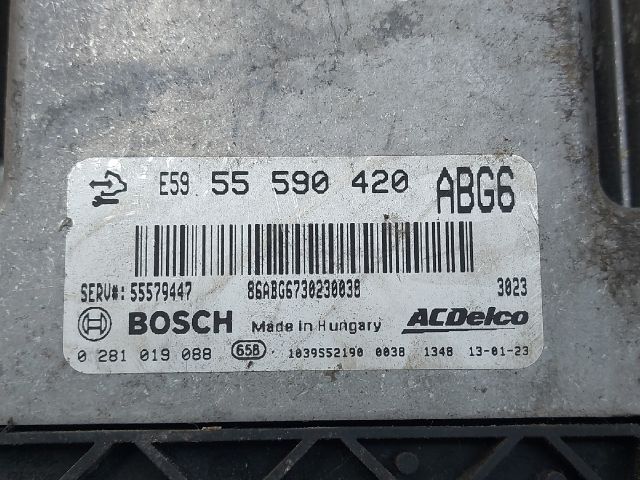 E59 55 590 420 ABG6
SERV#: 55579447 86ABG6730230038 3023
BOSCH Made in Hungary ACDelco
0 281 019 088 658 1039S52190 0038 1348 13-01-23